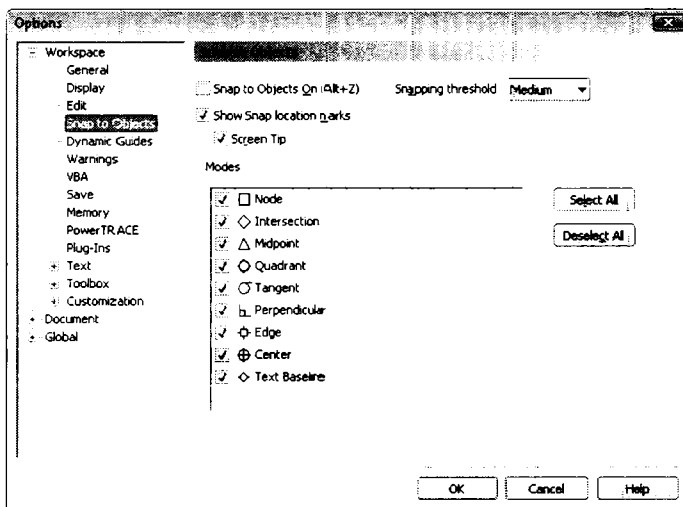 Options
Workspace
General
Display
Edit
Snap to Objects
Dynamic Guides
Warnings
VBA
Save
Memory
PowerTRACE
Plug-Ins
Text
Toolbox
Customization
Document
Global
Snap to Objects On (Alt+Z)
Snapping threshold
Medium
Show Snap location marks
Screen Tip
Modes
Node
Intersection
Midpoint
Quadrant
Tangent
Perpendicular
Edge
Center
Text Baseline
Select All
Deselect All
OK
Cancel
Help